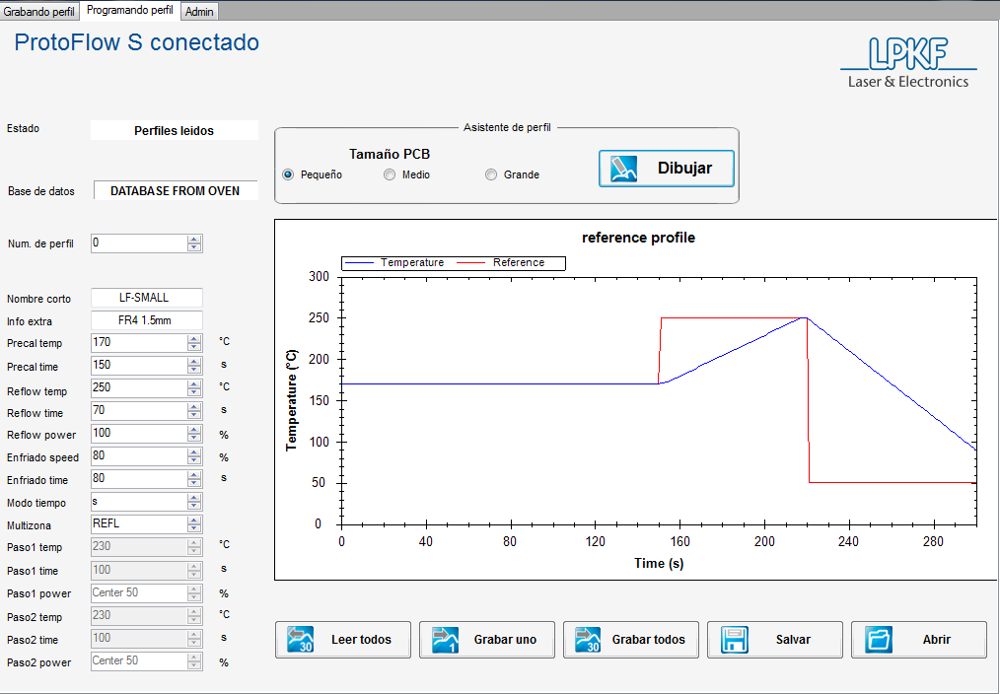 Grabando perfil Programando perfil Admin
ProtoFlow S conectado
LPKF
Laser & Electronics
Estado Perfiles leidos
Base de datos DATABASE FROM OVEN
Num. de perfil 0
Nombre corto LF-SMALL
Info extra FR4 1.5mm
Precal temp 170 °C
Precal time 150 s
Reflow temp 250 °C
Reflow time 70 s
Reflow power 100 %
Enfriado speed 80 %
Enfriado time 80 s
Modo tiempo s
Multizona REFL
Paso1 temp 230 °C
Paso1 time 100 s
Paso1 power Center 50 %
Paso2 temp 230 °C
Paso2 time 100 s
Paso2 power Center 50 %
Asistente de perfil
Tamaño PCB
Pequeño Medio Grande
Dibujar
reference profile
Temperature Reference
Temperature (°C)
300
250
200
150
100
50
0
0 40 80 120 160 200 240 280
Time (s)
30 Leer todos
1 Grabar uno
30 Grabar todos
Salvar
Abrir